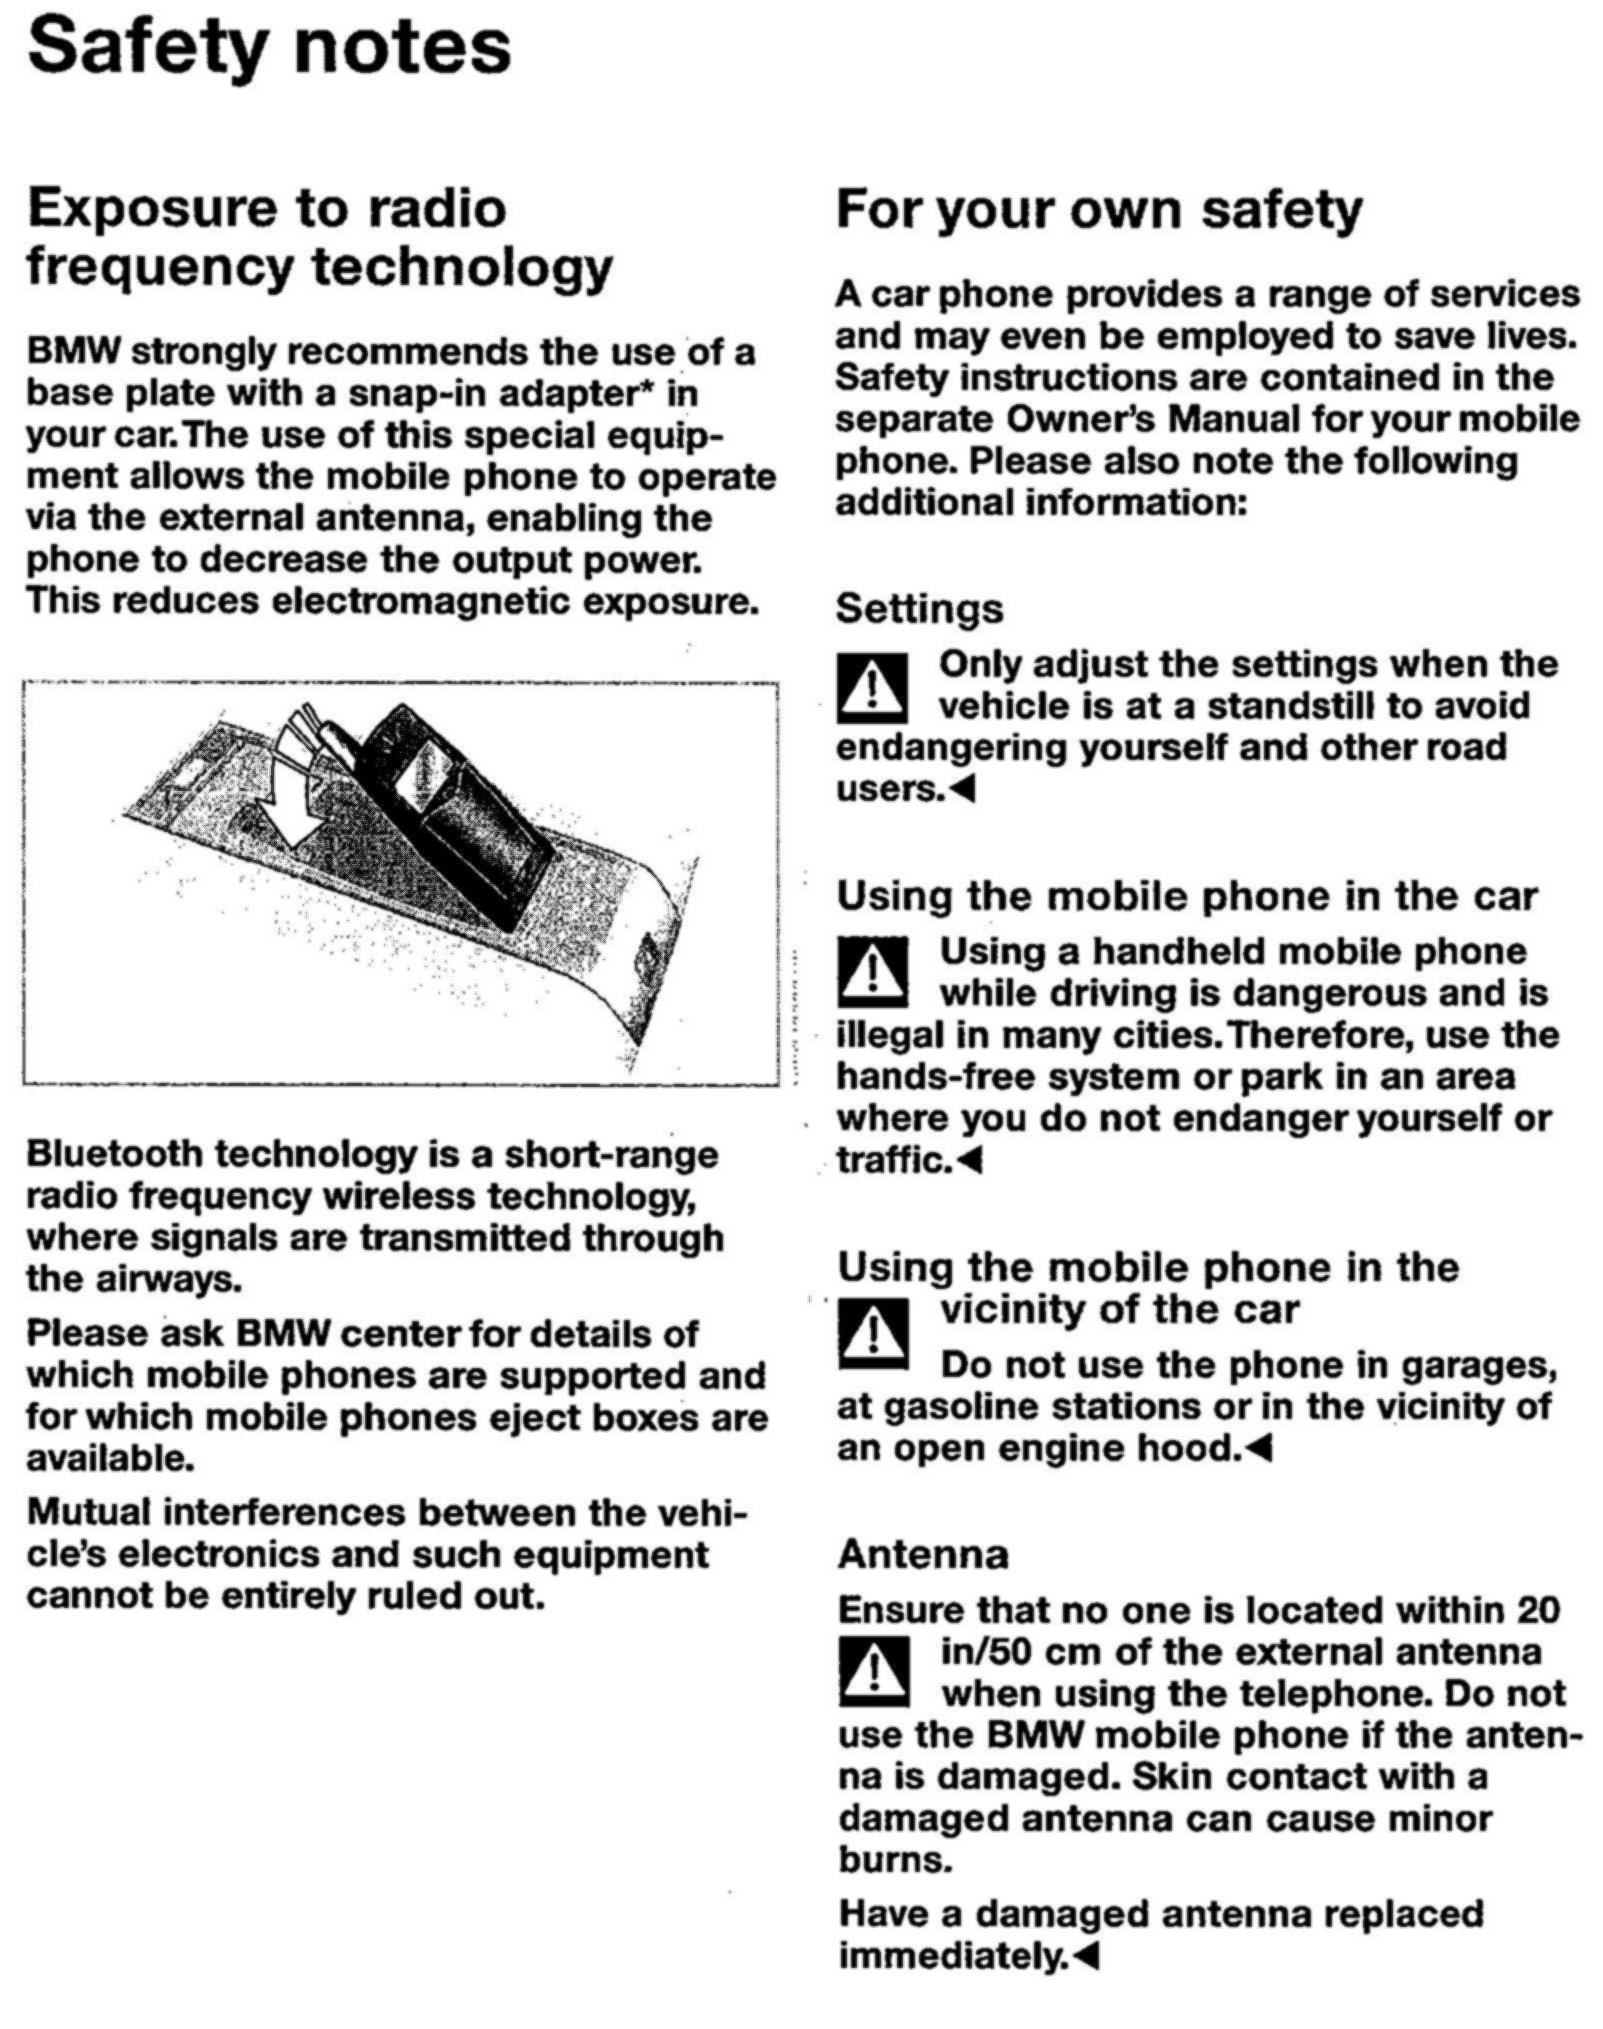 Safety notes
Exposure to radio
frequency technology
BMW strongly recommends the use of a
base plate with a snap-in adapter* in
your car. The use of this special equip-
ment allows the mobile phone to operate
via the external antenna, enabling the
phone to decrease the output power.
This reduces electromagnetic exposure.
Bluetooth technology is a short-range
radio frequency wireless technology,
where signals are transmitted through
the airways.
Please ask BMW center for details of
which mobile phones are supported and
for which mobile phones eject boxes are
available.
Mutual interferences between the vehi-
cle's electronics and such equipment
cannot be entirely ruled out.
For your own safety
A car phone provides a range of services
and may even be employed to save lives.
Safety instructions are contained in the
separate Owner's Manual for your mobile
phone. Please also note the following
additional information:
Settings
Only adjust the settings when the
vehicle is at a standstill to avoid
endangering yourself and other road
users.◄
Using the mobile phone in the car
Using a handheld mobile phone
while driving is dangerous and is
illegal in many cities. Therefore, use the
hands-free system or park in an area
where you do not endanger yourself or
traffic.◄
Using the mobile phone in the
vicinity of the car
Do not use the phone in garages,
at gasoline stations or in the vicinity of
an open engine hood.◄
Antenna
Ensure that no one is located within 20
in/50 cm of the external antenna
when using the telephone. Do not
use the BMW mobile phone if the anten-
na is damaged. Skin contact with a
damaged antenna can cause minor
burns.
Have a damaged antenna replaced
immediately.◄